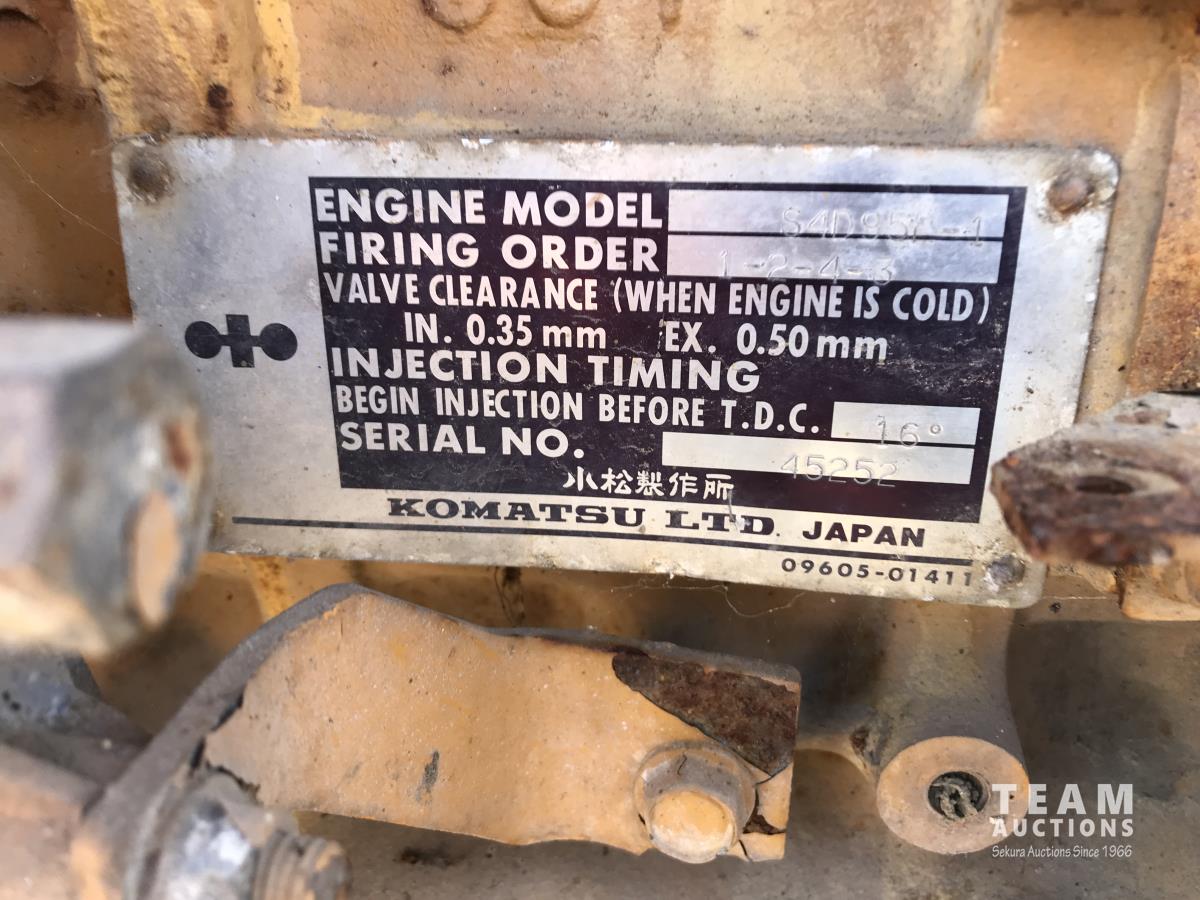 ENGINE MODEL
FIRING ORDER 1-2-4-3
VALVE CLEARANCE (WHEN ENGINE IS COLD)
IN. 0.35 mm EX. 0.50 mm
INJECTION TIMING
BEGIN INJECTION BEFORE T.D.C. 16°
SERIAL NO. 45252
小松製作所
KOMATSU LTD. JAPAN
09605-01411
TEAM
AUCTIONS
Sekura Auctions Since 1966